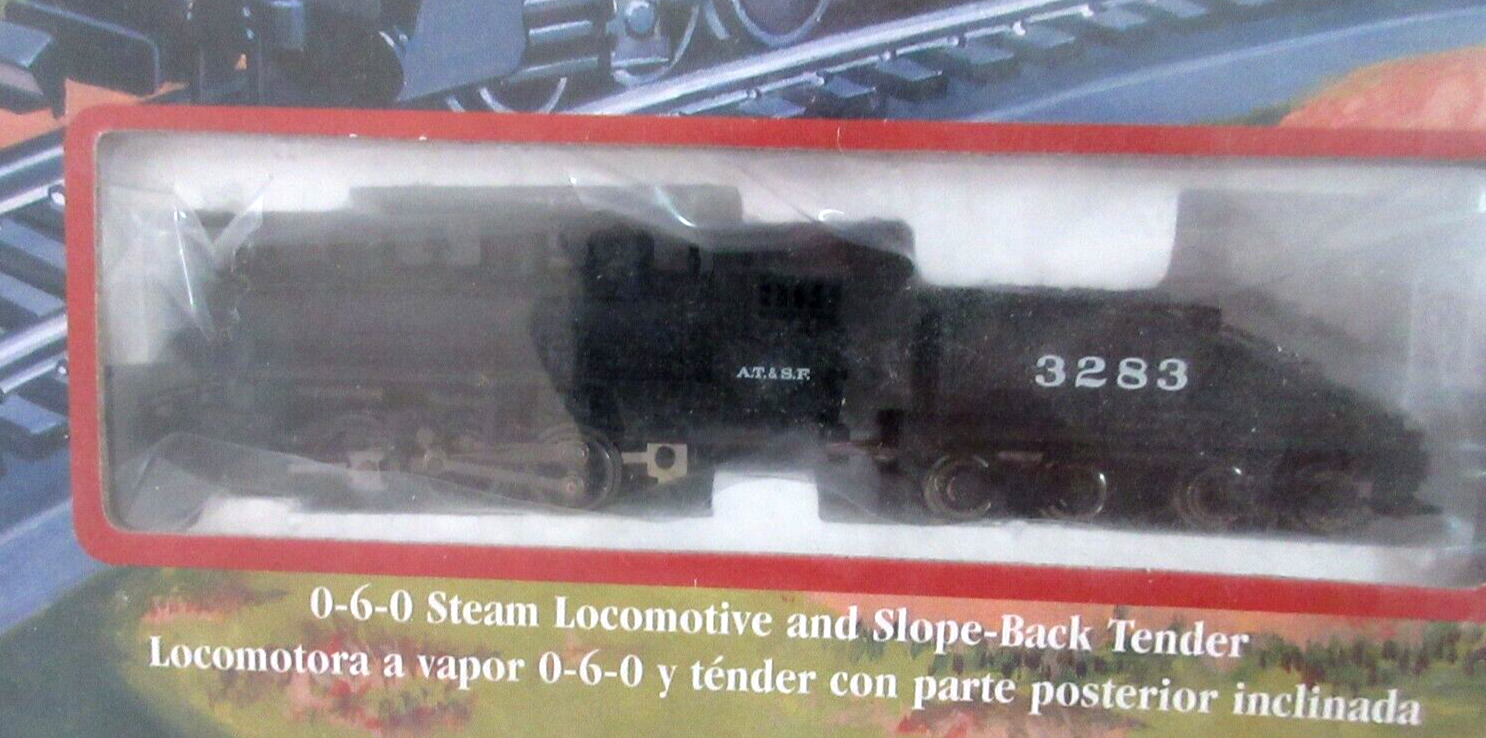 A.T.& S.F.
3283
0-6-0 Steam Locomotive and Slope-Back Tender
Locomotora a vapor 0-6-0 y ténder con parte posterior inclinada